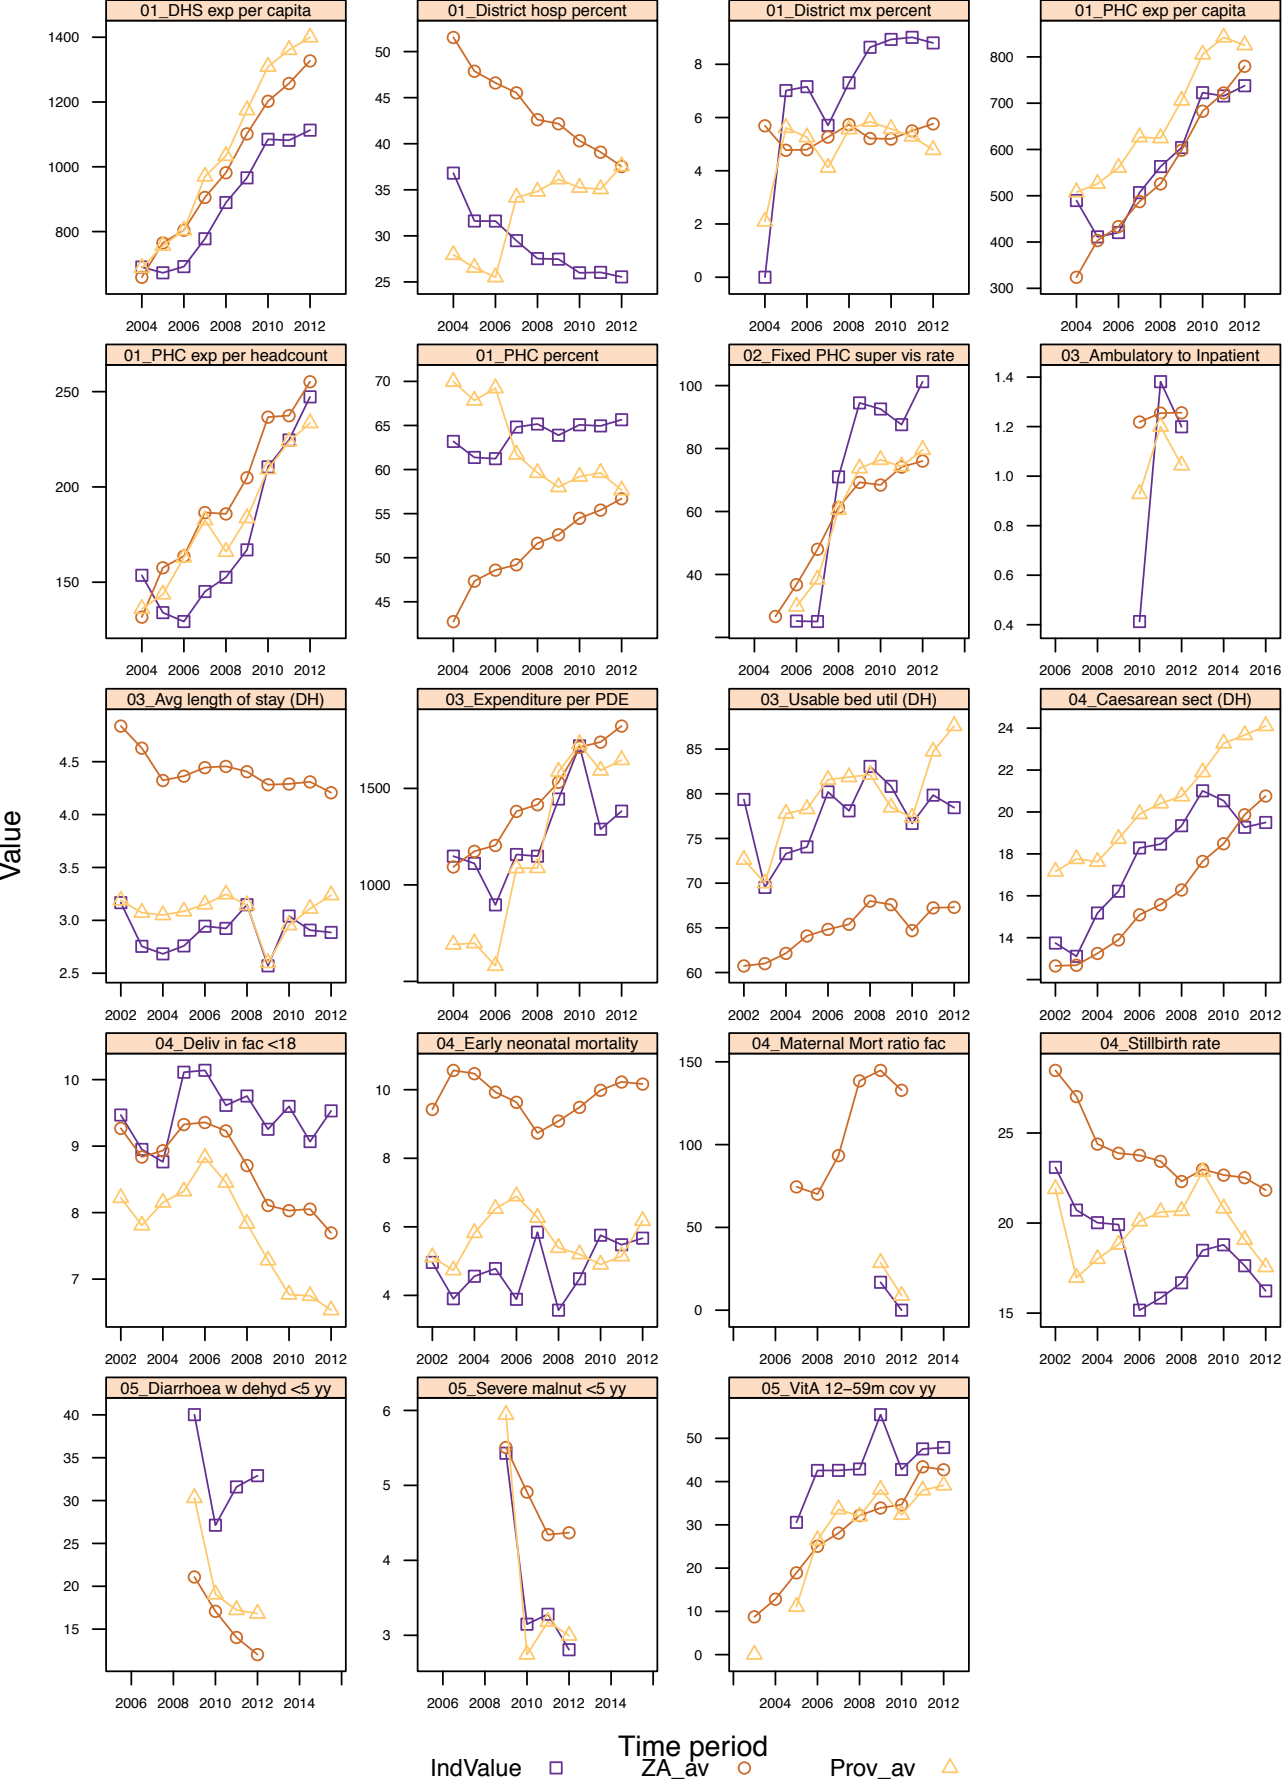 01_DHS exp per capita
01_District hosp percent
01_District mx percent
01_PHC exp per capita
1400
1200
1000
800
50
45
40
35
30
25
8
6
4
2
0
800
700
600
500
400
300
2004 2006 2008 2010 2012
2004 2006 2008 2010 2012
2004 2006 2008 2010 2012
2004 2006 2008 2010 2012
01_PHC exp per headcount
01_PHC percent
02_Fixed PHC super vis rate
03_Ambulatory to Inpatient
250
200
150
70
65
60
55
50
45
100
80
60
40
1.4
1.2
1.0
0.8
0.6
0.4
2004 2006 2008 2010 2012
2004 2006 2008 2010 2012
2004 2006 2008 2010 2012
2006 2008 2010 2012 2014 2016
03_Avg length of stay (DH)
03_Expenditure per PDE
03_Usable bed util (DH)
04_Caesarean sect (DH)
4.5
4.0
3.5
3.0
2.5
1500
1000
85
80
75
70
65
60
24
22
20
18
16
14
2002 2004 2006 2008 2010 2012
2004 2006 2008 2010 2012
2002 2004 2006 2008 2010 2012
2002 2004 2006 2008 2010 2012
Value
04_Deliv in fac <18
04_Early neonatal mortality
04_Maternal Mort ratio fac
04_Stillbirth rate
10
9
8
7
10
8
6
4
150
100
50
0
25
20
15
2002 2004 2006 2008 2010 2012
2002 2004 2006 2008 2010 2012
2006 2008 2010 2012 2014
2002 2004 2006 2008 2010 2012
05_Diarrhoea w dehyd <5 yy
05_Severe malnut <5 yy
05_VitA 12–59m cov yy
40
35
30
25
20
15
6
5
4
3
50
40
30
20
10
0
2006 2008 2010 2012 2014
2006 2008 2010 2012 2014
2004 2006 2008 2010 2012
Time period
IndValue ZA_av Prov_av